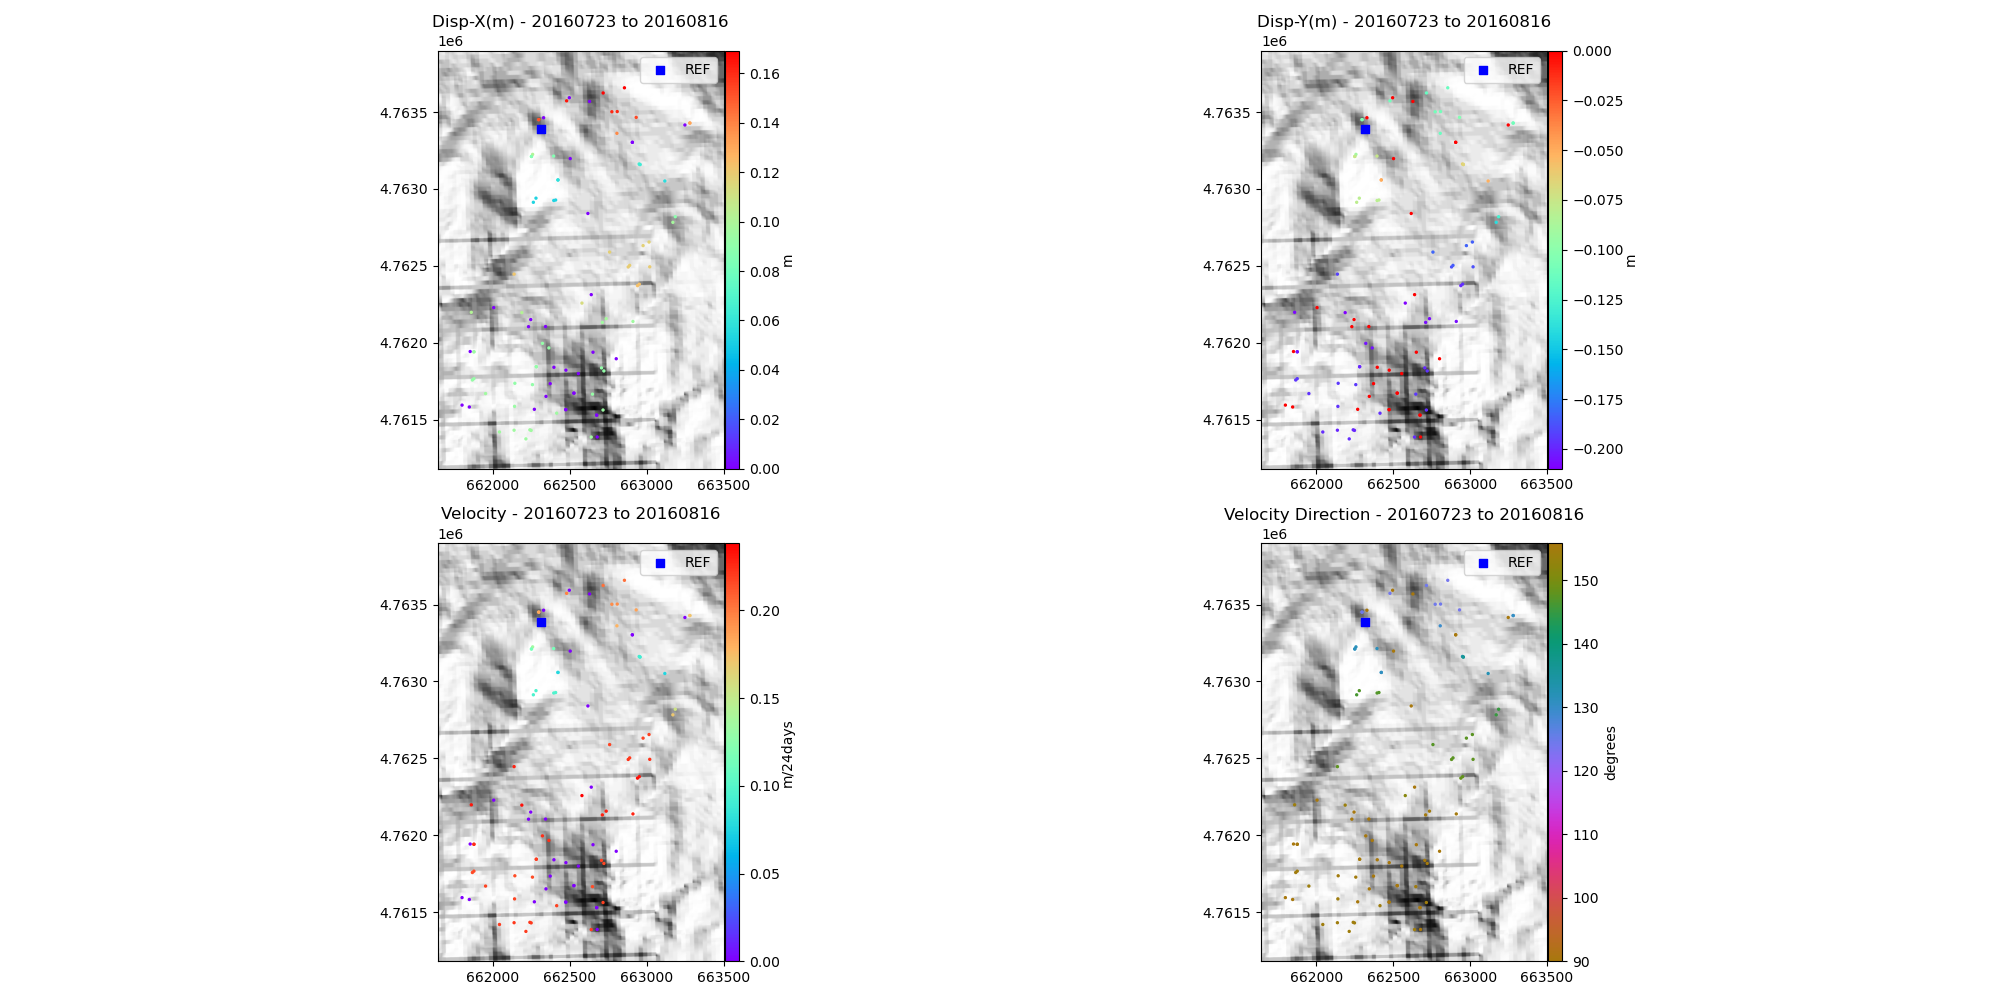 Disp-X(m) - 20160723 to 20160816
1e6
REF
4.7635
4.7630
4.7625
4.7620
4.7615
662000 662500 663000 663500
0.16
0.14
0.12
0.10
0.08
0.06
0.04
0.02
0.00
m
Disp-Y(m) - 20160723 to 20160816
1e6
REF
4.7635
4.7630
4.7625
4.7620
4.7615
662000 662500 663000 663500
0.000
−0.025
−0.050
−0.075
−0.100
−0.125
−0.150
−0.175
−0.200
m
Velocity - 20160723 to 20160816
1e6
REF
4.7635
4.7630
4.7625
4.7620
4.7615
662000 662500 663000 663500
0.20
0.15
0.10
0.05
0.00
m/24days
Velocity Direction - 20160723 to 20160816
1e6
REF
4.7635
4.7630
4.7625
4.7620
4.7615
662000 662500 663000 663500
150
140
130
120
110
100
90
degrees